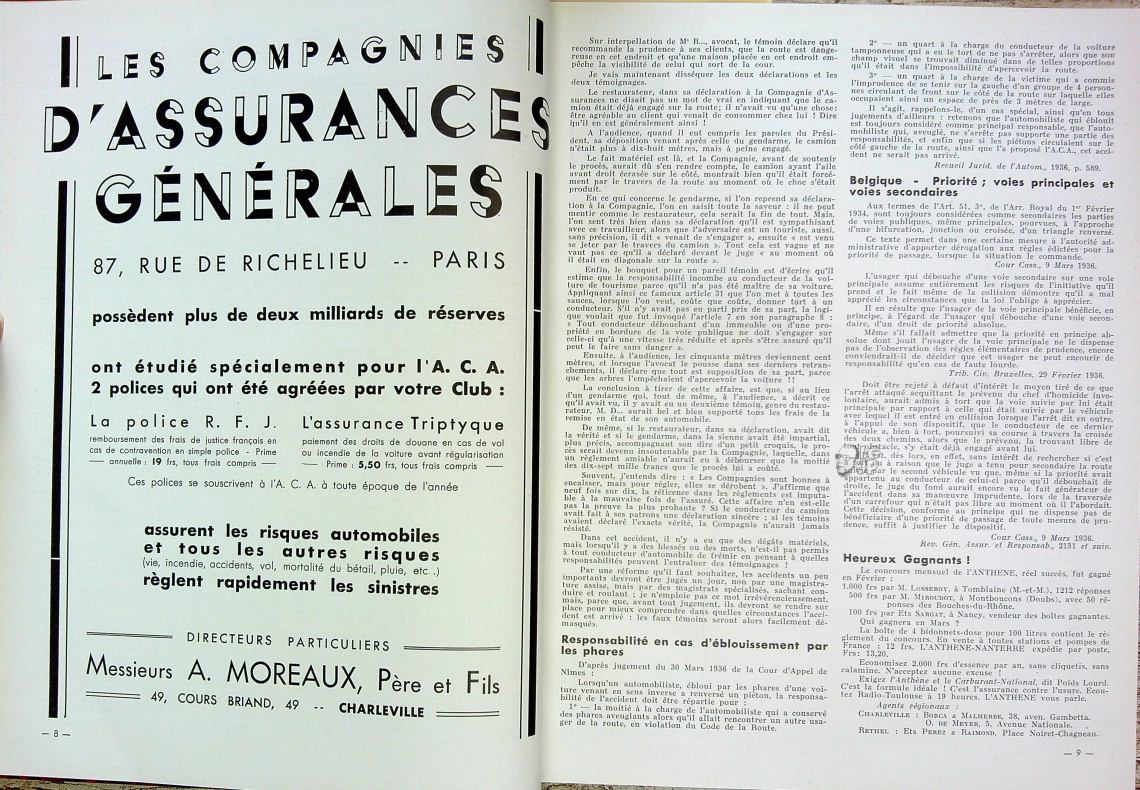 LES COMPAGNIES
D'ASSURANCES
GÉNÉRALES
87, RUE DE RICHELIEU -- PARIS
possèdent plus de deux milliards de réserves
ont étudié spécialement pour l'A. C. A.
2 polices qui ont été agréées par votre Club :
La police R. F. J.
remboursement des frais de justice français en
cas de contravention en simple police - Prime
annuelle : 19 frs, tous frais compris
L'assurance Triptyque
paiement des droits de douane en cas de vol
ou incendie de la voiture avant régularisation
Prime : 5,50 frs, tous frais compris
Ces polices se souscrivent à l'A. C. A à toute époque de l'année
assurent les risques automobiles
et tous les autres risques
(vie, incendie, accidents, vol, mortalité du bétail, pluie, etc...)
règlent rapidement les sinistres
DIRECTEURS PARTICULIERS
Messieurs A. MOREAUX, Père et Fils
49, COURS BRIAND, 49 -- CHARLEVILLE
— 8 —
Sur interpellation de Me B..., avocat, le témoin déclare qu'il
recommande la prudence à ses clients, que la route est dange-
reuse en cet endroit et qu'une maison placée en cet endroit em-
pêche la visibilité de celui qui sort de la cour.
Je vais maintenant disséquer les deux déclarations et les
deux témoignages.
Le restaurateur, dans sa déclaration à la Compagnie d'As-
surances ne disait pas un mot de vrai en indiquant que le ca-
mion était déjà engagé sur la route; il n'avait vu qu'une chose :
être agréable au client qui venait de consommer chez lui ! Dire
qu'il en est généralement ainsi !
A l'audience, quand il eut compris les paroles du Prési-
dent, sa déposition venant après celle du gendarme, le camion
n'était plus à dix-huit mètres, mais à peine engagé.
Le fait matériel est là, et la Compagnie, avant de soutenir
le procès, aurait dû s'en rendre compte, le camion ayant l'aile
avant droit écrasée sur le côté, montrait bien qu'il était forcé-
ment par le travers de la route au moment où le choc s'était
produit.
En ce qui concerne le gendarme, si l'on reprend sa déclara-
tion à la Compagnie, l'on en saisit toute la saveur : il ne peut
mentir comme le restaurateur, cela serait la fin de tout. Mais,
l'on sent très bien dans sa déclaration qu'il est sympathisant
avec ce travailleur, alors que l'adversaire est un touriste, aussi,
sans précision, il dit « venait de s'engager », ensuite « est venu
se jeter par le travers du camion ». Tout cela est vague et ne
vaut pas ce qu'il a déclaré devant le juge « au moment où
il était en diagonale sur la route ».
Enfin, le bouquet pour un pareil témoin est d'écrire qu'il
estime que la responsabilité incombe au conducteur de la voi-
ture de tourisme parce qu'il n'a pas été maître de sa voiture.
Appliquant ainsi ce fameux article 31 que l'on met à toutes les
sauces, lorsque l'on veut, coûte que coûte, donner tort à un
conducteur. S'il n'y avait pas eu parti pris de sa part, la logi-
que voulait que fut invoqué l'article 7 en son paragraphe 8 :
« Tout conducteur débouchant d'un immeuble ou d'une pro-
priété en bordure de la voie publique ne doit s'engager sur
celle-ci qu'à une vitesse très réduite et après s'être assuré qu'il
peut le faire sans danger ».
Ensuite, à l'audience, les cinquante mètres deviennent cent
mètres, et lorsque l'avocat le pousse dans ses derniers retran-
chements, il déclare que tout est supposition de sa part, parce
que les arbres l'empêchaient d'apercevoir la voiture !!
La conclusion à tirer de cette affaire est que, si au lieu
d'un gendarme qui, tout de même, à l'audience, a décrit ce
qu'il avait vu, il y avait eu un deuxième témoin, genre du restau-
rateur, M. D... aurait bel et bien supporté tous les frais de la
remise en état de son automobile.
De même, si le restaurateur, dans sa déclaration, avait dit
la vérité et si le gendarme, dans la sienne avait été impartial,
plus précis, accompagnant son dire d'un petit croquis, le pro-
cès serait devenu insoutenable par la Compagnie, laquelle, dans
un règlement amiable n'aurait eu à débourser que la moitié
des dix-sept mille francs que le procès lui a coûté.
Souvent, j'entends dire : « Les Compagnies sont bonnes à
encaisser, mais pour régler, elles se dérobent ». J'affirme que
neuf fois sur dix, la réticence dans les règlements est imputa-
ble à la mauvaise fois de l'assuré. Cette affaire n'en est-elle
pas la preuve la plus probante ? Si le conducteur du camion
avait fait à ses patrons une déclaration sincère ; si les témoins
avaient déclaré l'exacte vérité, la Compagnie n'aurait jamais
résisté.
Dans cet accident, il n'y a eu que des dégâts matériels,
mais lorsqu'il y a des blessés ou des morts, n'est-il pas permis
à tout conducteur d'automobile de frémir en pensant à quelles
responsabilités peuvent l'entraîner des témoignages !
Par une réforme qu'il faut souhaiter, les accidents un peu
importants devront être jugés un jour, non par une magistra-
ture assise, mais par des magistrats spécialisés, sachant con-
duire et roulant ; je n'emploie pas ce mot irrévérencieusement,
mais, parce que, avant tout jugement, ils devront se rendre sur
place pour mieux comprendre dans quelles circonstances l'acci-
dent est arrivé : les faux témoins seront alors facilement dé-
masqués.
Responsabilité en cas d'éblouissement par
les phares
D'après jugement du 30 Mars 1936 de la Cour d'Appel de
Nîmes :
Lorsqu'un automobiliste, ébloui par les phares d'une voi-
ture venant en sens inverse a renversé un piéton, la responsa-
bilité de l'accident doit être répartie pour :
1° — la moitié à la charge de l'automobiliste qui a conservé
des phares aveuglants alors qu'il allait rencontrer un autre usa-
ger de la route, en violation du Code de la Route.
2° — un quart à la charge du conducteur de la voiture
tamponneuse qui a eu le tort de ne pas s'arrêter, alors que son
champ visuel se trouvait diminué dans de telles proportions
qu'il était dans l'impossibilité d'apercevoir la route.
3° — un quart à la charge de la victime qui a commis
l'imprudence de se tenir sur la gauche d'un groupe de 4 person-
nes circulant de front sur le côté de la route sur laquelle elles
occupaient ainsi un espace de près de 3 mètres de large.
Il s'agit, rappelons-le, d'un cas spécial, ainsi qu'en tous
jugements d'ailleurs : retenons que l'automobiliste qui éblouit
est toujours considéré comme principal responsable, que l'auto-
mobiliste qui, aveuglé, ne s'arrête pas supporte une partie des
responsabilités, et enfin que si les piétons circulaient sur le
côté gauche de la route, ainsi que l'a proposé l'A.C.A., cet acci-
dent ne serait pas arrivé.
Recueil Jurid. de l'Autom., 1936, p. 589.
Belgique - Priorité ; voies principales et
voies secondaires
Aux termes de l'Art. 51, 3°, de l'Arr. Royal du 1er Février
1934, sont toujours considérées comme secondaires les parties
de voies publiques, même principales, pourvues, à l'approche
d'une bifurcation, jonction ou croisée, d'un triangle renversé.
Ce texte permet dans une certaine mesure à l'autorité ad-
ministrative d'apporter dérogation aux règles édictées pour la
priorité de passage, lorsque la situation le commande.
Cour Cass., 9 Mars 1936.
L'usager qui débouche d'une voie secondaire sur une voie
principale assume entièrement les risques de l'initiative qu'il
prend et le fait même de la collision démontre qu'il a mal
apprécié les circonstances que la loi l'oblige à apprécier.
Il en résulte que l'usager de la voie principale bénéficie, en
principe, à l'égard de l'usager qui débouche d'une voie secon-
daire, d'un droit de priorité absolue.
Même s'il fallait admettre que la priorité en principe ab-
solue dont jouit l'usager de la voie principale ne le dispense
pas de l'observation des règles élémentaires de prudence, encore
conviendrait-il de décider que cet usager ne peut encourir de
responsabilité qu'en cas de faute lourde.
Trib. Civ. Bruxelles, 29 Février 1936.
Doit être rejeté à défaut d'intérêt le moyen tiré de ce que
l'arrêt attaqué acquittant le prévenu du chef d'homicide invo-
lontaire, aurait admis à tort que la voie suivie par lui était
principale par rapport à celle qui était suivie par le véhicule
avec lequel il est entré en collision lorsque l'arrêt dit en outre,
à l'appui de son dispositif, que le conducteur de ce dernier
véhicule a, bien à tort, poursuivi sa course à travers la croisée
des deux chemins, alors que le prévenu, la trouvant libre de
obstacle, s'y était déjà engagé avant lui.
est, dès lors, en effet, sans intérêt de rechercher si c'est
à raison que le juge a tenu pour secondaire la route
par le second véhicule vu que, même si la priorité avait
appartenu au conducteur de celui-ci parce qu'il débouchait de
droite, le juge du fond aurait encore vu le fait générateur de
l'accident dans sa manœuvre imprudente, lors de la traversée
d'un carrefour qui n'était pas libre au moment où il l'abordait.
Cette décision, conforme au principe qui ne dispense pas de
bénéficiaire d'une priorité de passage de toute mesure de pru-
dence, suffit à justifier le dispositif.
Cour Cass., 9 Mars 1936.
Rev. Gén. Assur. et Responsab., 2131 et suiv.
Heureux Gagnants !
Le concours mensuel de l'ANTHENE, réel succès, fut gagné
en Février :
1.000 frs par M. LOSSEROY, à Tomblaine (M.-et-M.), 1212 réponses
500 frs par M. MIROUDOT, à Montboucons (Doubs), avec 50 ré-
ponses des Bouches-du-Rhône.
100 frs par Ets SARGAT, à Nancy, vendeur des boîtes gagnantes.
Qui gagnera en Mars ?
La boîte de 4 bidonnets-dose pour 100 litres contient le rè-
glement du concours. En vente à toutes stations et pompes de
France : 12 frs. L'ANTHENE-NANTERRE expédie par poste,
Frs: 13,20.
Economisez 2.000 frs d'essence par an, sans cliquetis, sans
calamine. N'acceptez aucune excuse !
Exigez l'Anthène et le Carburant-National, dit Poids Lourd.
C'est la formule idéale ! C'est l'assurance contre l'usure. Ecou-
tez Radio-Toulouse à 19 heures. L'ANTHENE vous parle.
Agents régionaux :
CHARLEVILLE : BORCA & MALHERBE, 38, aven. Gambetta.
O. DE MEYER, 5, Avenue Nationale.
RETHEL : Ets PEREZ & RAIMOND, Place Noiret-Chagneau.
— 9 —